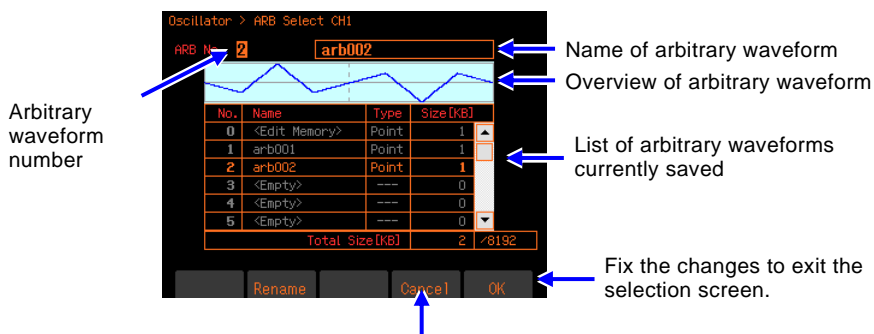 Oscillator > ARB Select CH1
ARB No. 2 arb002
Name of arbitrary waveform
Overview of arbitrary waveform
Arbitrary
waveform
number
No. Name Type Size[KB]
0 <Edit Memory> Point 1
1 arb001 Point 1
2 arb002 Point 1
3 <Empty> --- 0
4 <Empty> --- 0
5 <Empty> --- 0
Total Size[KB] 2 /8192
List of arbitrary waveforms
currently saved
Rename Cancel OK
Fix the changes to exit the
selection screen.